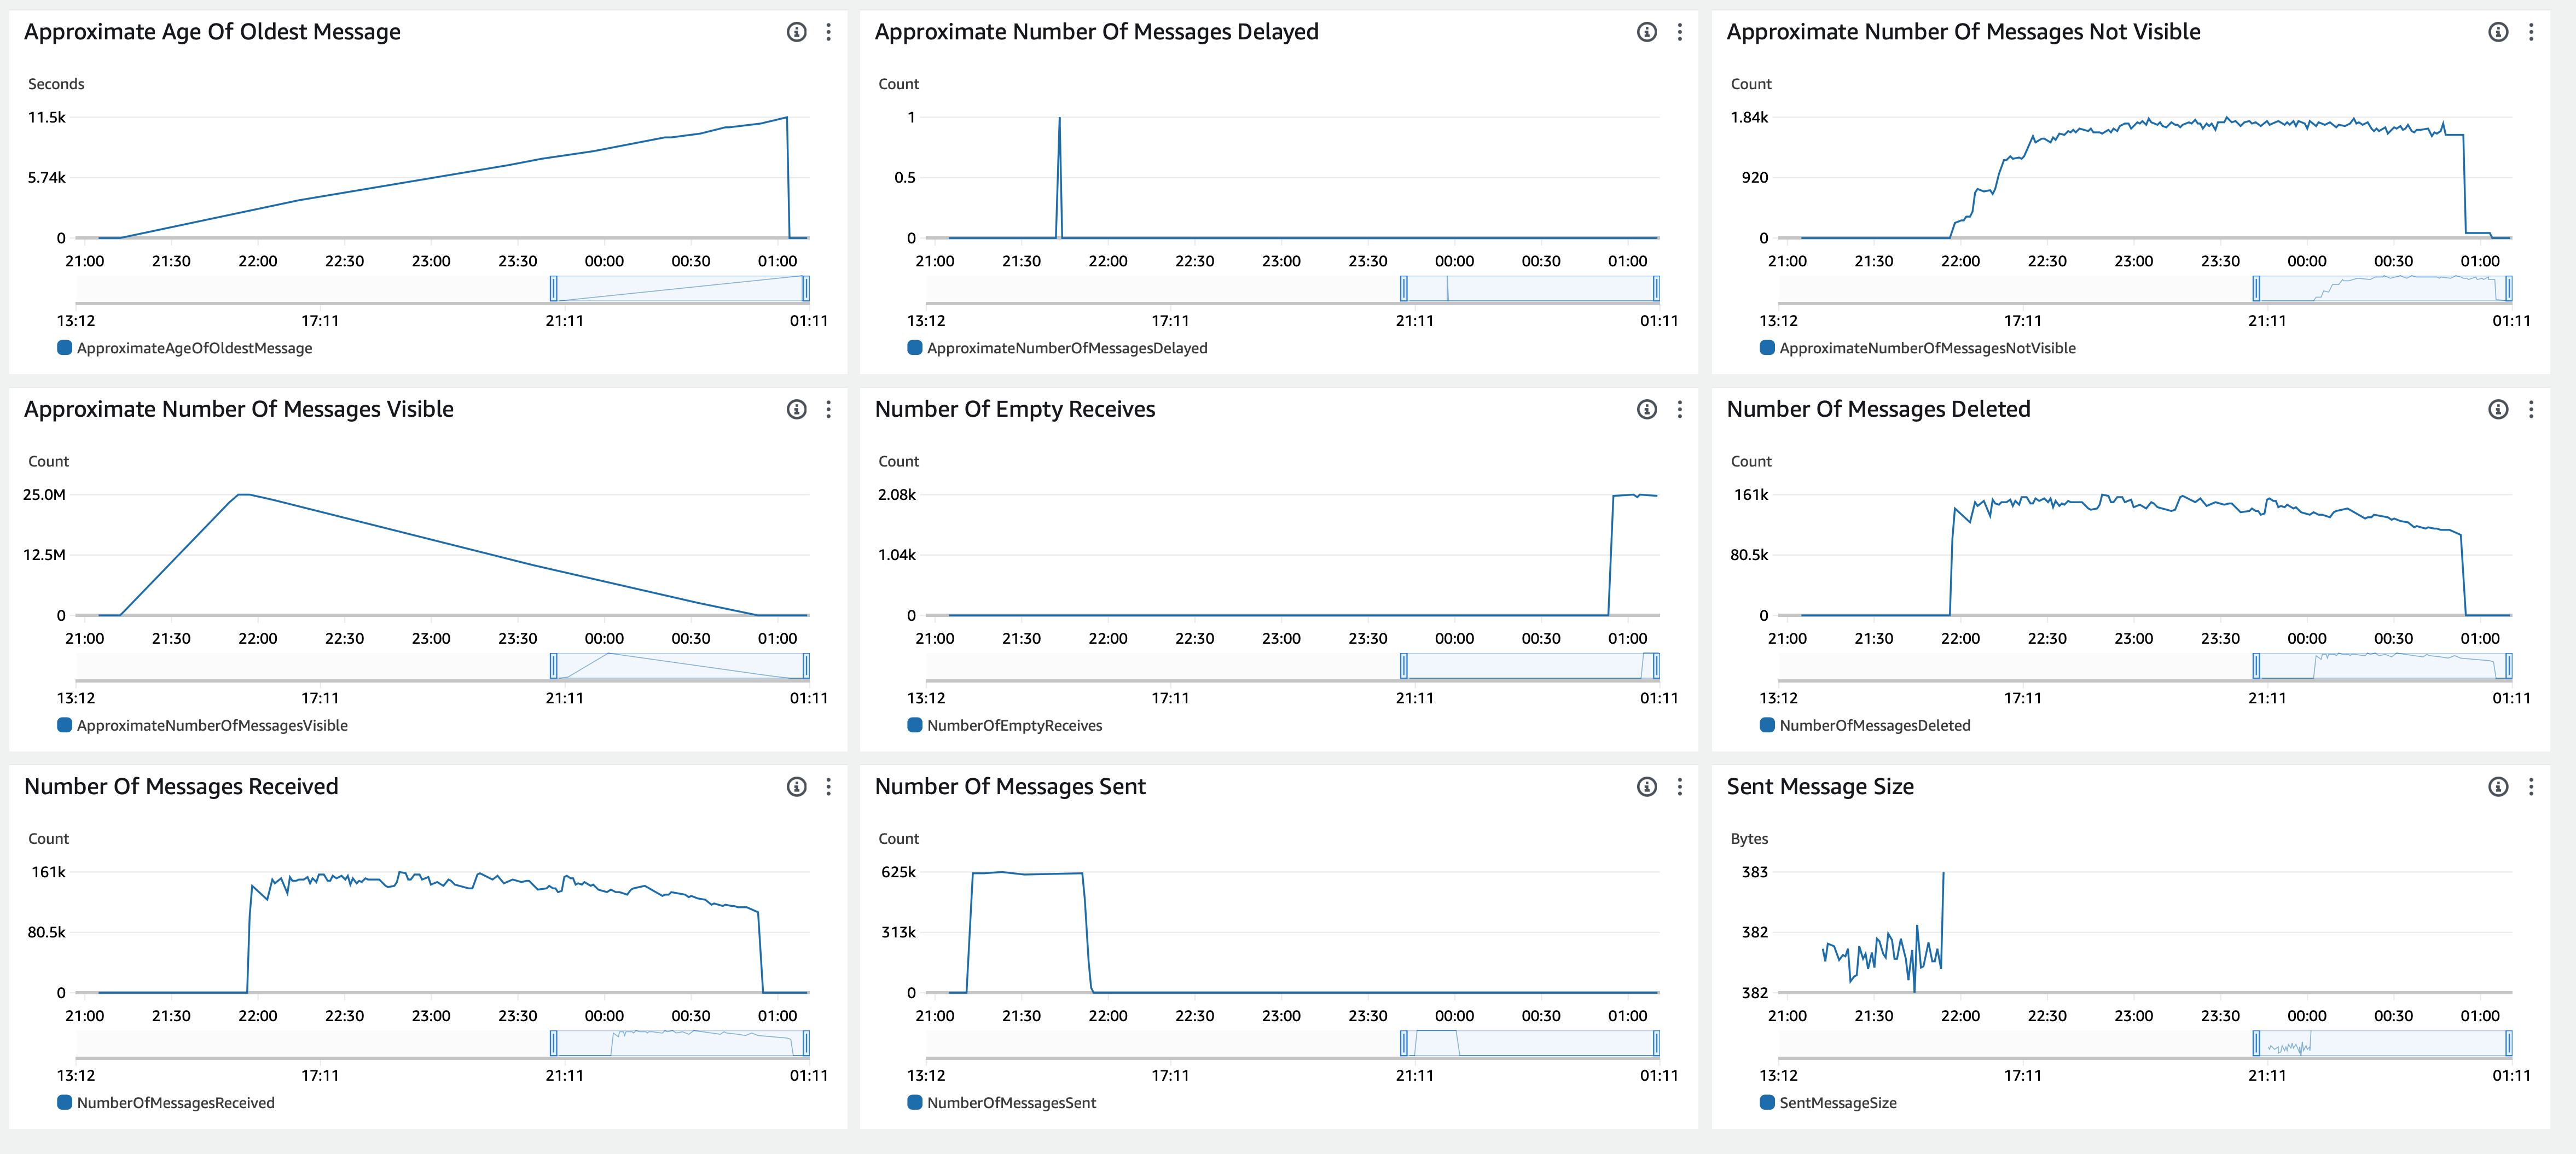 Approximate Age Of Oldest Message
Seconds
11.5k
5.74k
0
21:00 21:30 22:00 22:30 23:00 23:30 00:00 00:30 01:00
13:12 17:11 21:11 01:11
ApproximateAgeOfOldestMessage
Approximate Number Of Messages Delayed
Count
1
0.5
0
21:00 21:30 22:00 22:30 23:00 23:30 00:00 00:30 01:00
13:12 17:11 21:11 01:11
ApproximateNumberOfMessagesDelayed
Approximate Number Of Messages Not Visible
Count
1.84k
920
0
21:00 21:30 22:00 22:30 23:00 23:30 00:00 00:30 01:00
13:12 17:11 21:11 01:11
ApproximateNumberOfMessagesNotVisible
Approximate Number Of Messages Visible
Count
25.0M
12.5M
0
21:00 21:30 22:00 22:30 23:00 23:30 00:00 00:30 01:00
13:12 17:11 21:11 01:11
ApproximateNumberOfMessagesVisible
Number Of Empty Receives
Count
2.08k
1.04k
0
21:00 21:30 22:00 22:30 23:00 23:30 00:00 00:30 01:00
13:12 17:11 21:11 01:11
NumberOfEmptyReceives
Number Of Messages Deleted
Count
161k
80.5k
0
21:00 21:30 22:00 22:30 23:00 23:30 00:00 00:30 01:00
13:12 17:11 21:11 01:11
NumberOfMessagesDeleted
Number Of Messages Received
Count
161k
80.5k
0
21:00 21:30 22:00 22:30 23:00 23:30 00:00 00:30 01:00
13:12 17:11 21:11 01:11
NumberOfMessagesReceived
Number Of Messages Sent
Count
625k
313k
0
21:00 21:30 22:00 22:30 23:00 23:30 00:00 00:30 01:00
13:12 17:11 21:11 01:11
NumberOfMessagesSent
Sent Message Size
Bytes
383
382
382
21:00 21:30 22:00 22:30 23:00 23:30 00:00 00:30 01:00
13:12 17:11 21:11 01:11
SentMessageSize